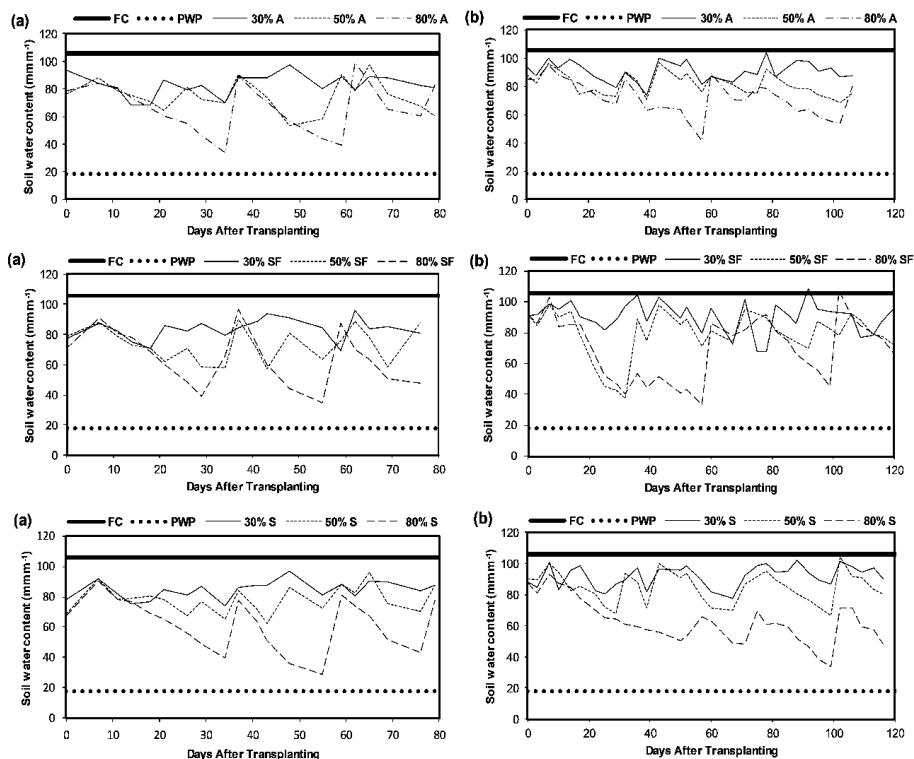 (a)
FC PWP 30% A 50% A 80% A
Soil water content (mmm⁻¹)
120
100
80
60
40
20
0
0 10 20 30 40 50 60 70 80
Days After Transplanting
(b)
FC PWP 30% A 50% A 80% A
Soil water content (mmm⁻¹)
120
100
80
60
40
20
0
0 20 40 60 80 100 120
Days After Transplanting
(a)
FC PWP 30% SF 50% SF 80% SF
Soil water content (mmm⁻¹)
120
100
80
60
40
20
0
0 10 20 30 40 50 60 70 80
Days After Transplanting
(b)
FC PWP 30% SF 50% SF 80% SF
Soil water content (mmm⁻¹)
120
100
80
60
40
20
0
0 20 40 60 80 100 120
Days After Transplanting
(a)
FC PWP 30% S 50% S 80% S
Soil water content (mmm⁻¹)
120
100
80
60
40
20
0
0 10 20 30 40 50 60 70 80
Days After Transplanting
(b)
FC PWP 30% S 50% S 80% S
Soil water content (mmm⁻¹)
120
100
80
60
40
20
0
0 20 40 60 80 100 120
Days After Transplanting